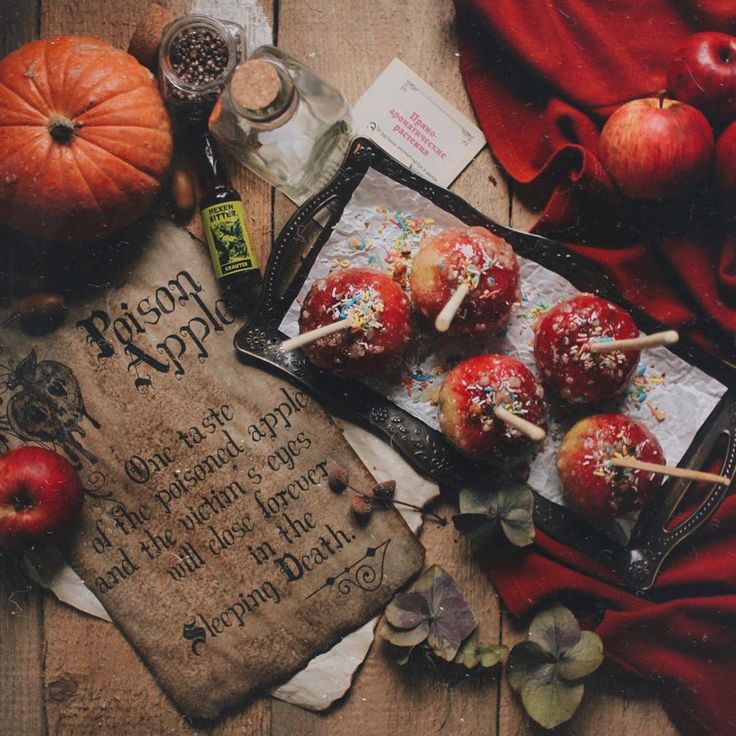 Пряно-
ароматические
растения
HEXEN
BITTER
KRÄUTER
Poison
Apple
One taste
of the poisoned apple
and the victim's eyes
will close forever
in the
Sleeping Death.